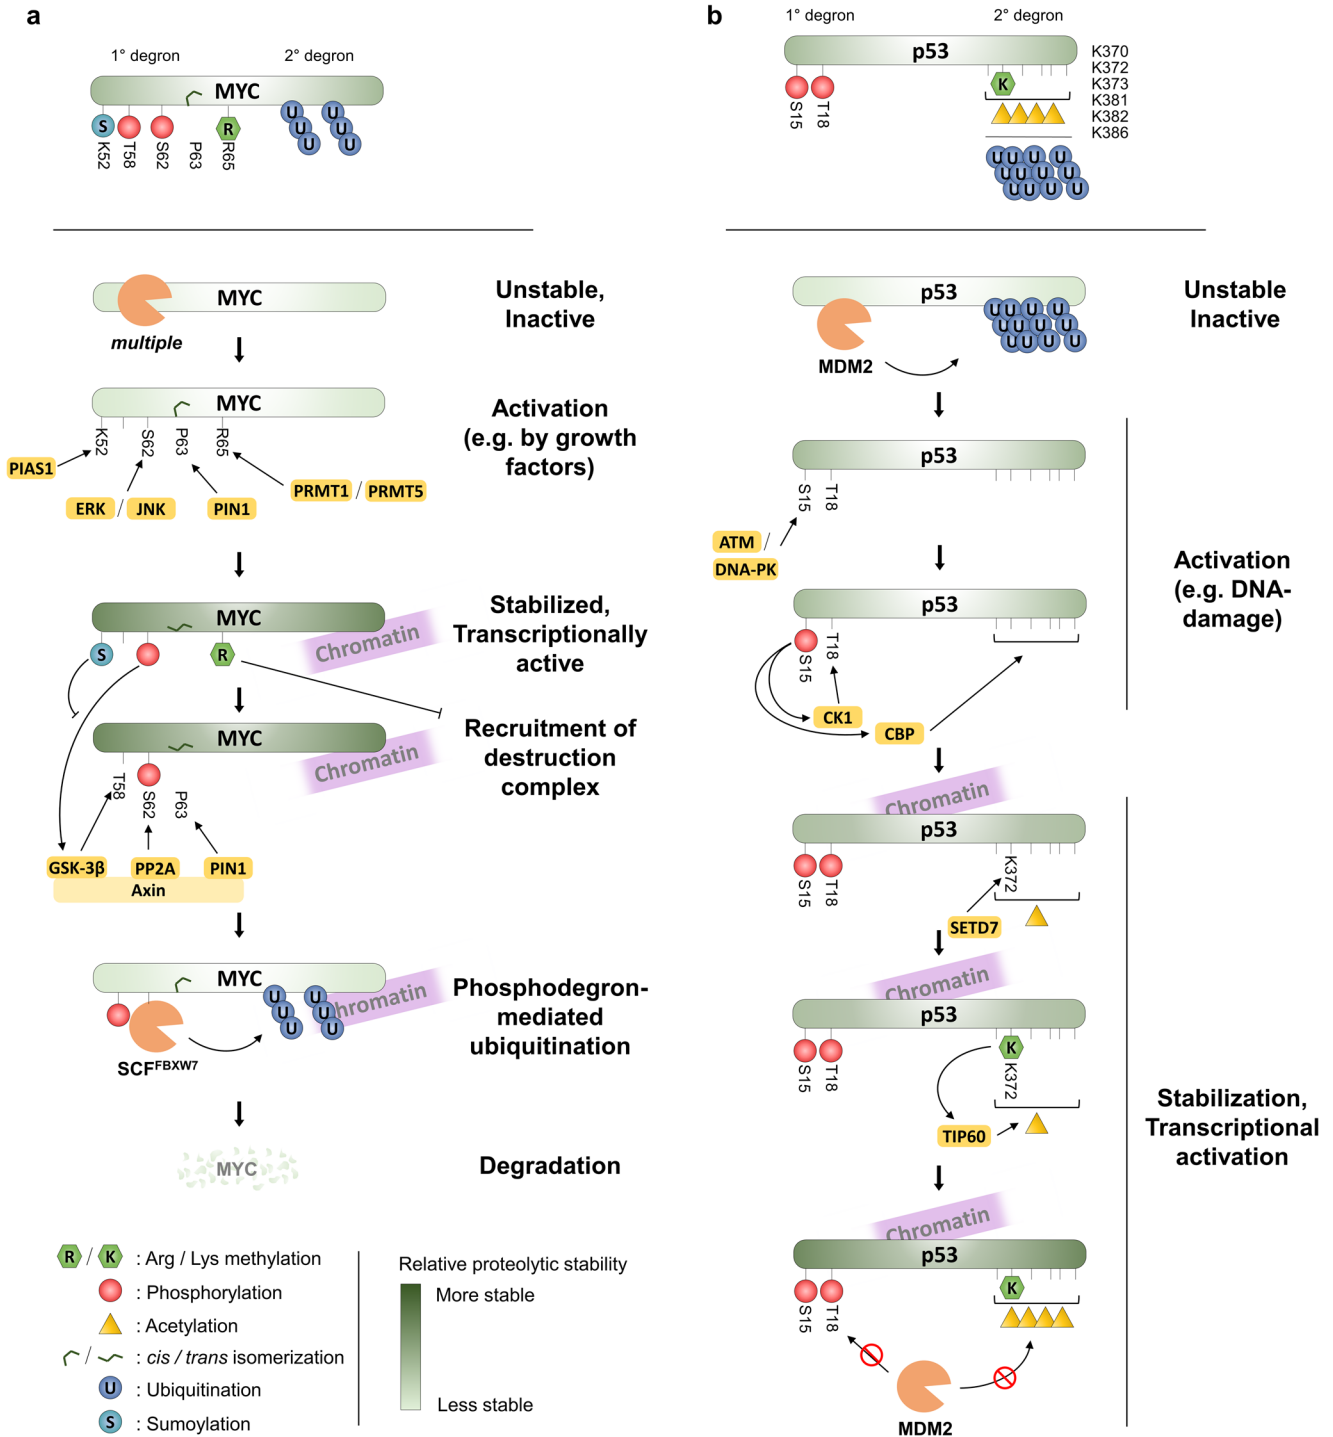 a
1° degron
2° degron
MYC
U
U
U
U
U
U
S
R
K52
T58
S62
P63
R65
MYC
multiple
Unstable,
Inactive
MYC
K52
S62
P63
R65
PIAS1
ERK
/
JNK
PIN1
PRMT1
/
PRMT5
Activation
(e.g. by growth
factors)
MYC
S
R
Chromatin
Stabilized,
Transcriptionally
active
MYC
Chromatin
T58
S62
P63
GSK-3β
PP2A
PIN1
Axin
Recruitment of
destruction
complex
MYC
U
U
U
U
U
U
hromatin
SCFFBXW7
Phosphodegron-
mediated
ubiquitination
MYC
Degradation
R
/
K
: Arg / Lys methylation
: Phosphorylation
: Acetylation
/
: cis / trans isomerization
U
: Ubiquitination
S
: Sumoylation
Relative proteolytic stability
More stable
Less stable
b
1° degron
2° degron
p53
S15
T18
K
K370
K372
K373
K381
K382
K386
U
U
U
U
U
U
U
U
U
U
U
U
p53
MDM2
U
U
U
U
U
U
U
U
U
U
U
U
Unstable
Inactive
p53
S15
T18
ATM
/
DNA-PK
p53
S15
T18
CK1
CBP
Activation
(e.g. DNA-
damage)
Chromatin
p53
S15
T18
K372
SETD7
Chromatin
p53
S15
T18
K
K372
TIP60
Chromatin
p53
S15
T18
K
MDM2
Stabilization,
Transcriptional
activation